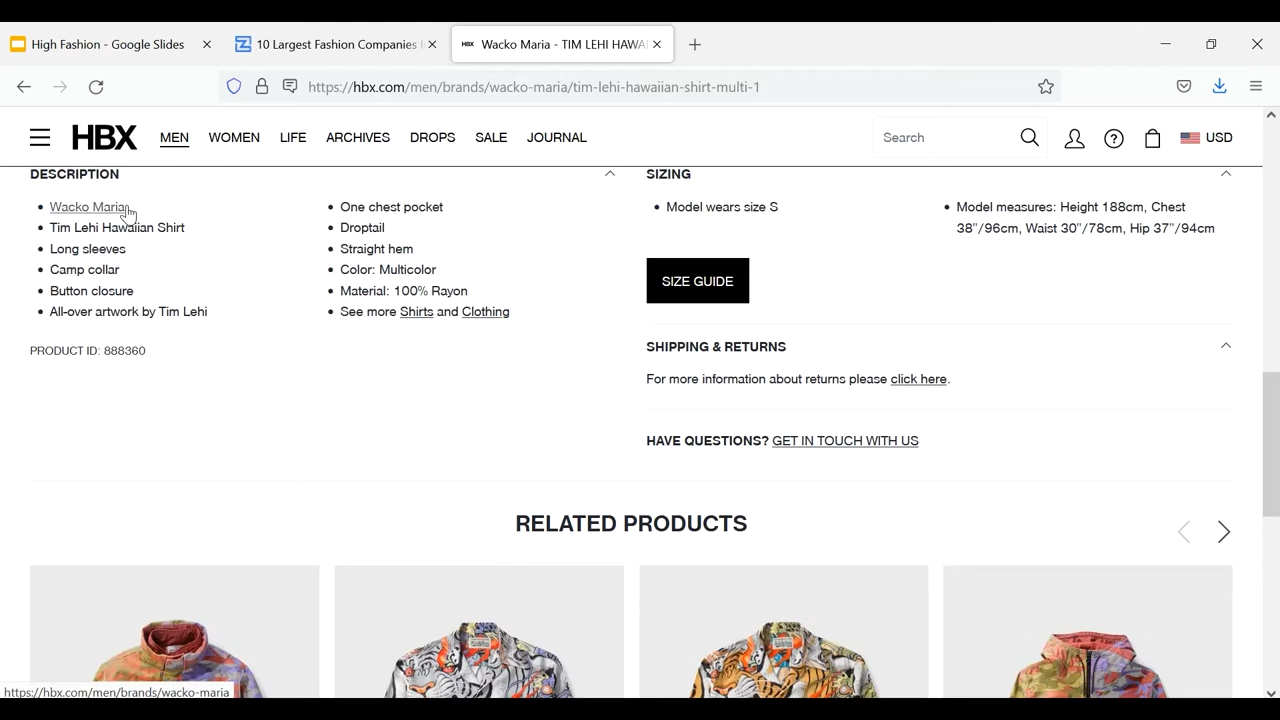 High Fashion - Google Slides
10 Largest Fashion Companies
HBX Wacko Maria - TIM LEHI HAWAI
https://hbx.com/men/brands/wacko-maria/tim-lehi-hawaiian-shirt-multi-1
HBX MEN WOMEN LIFE ARCHIVES DROPS SALE JOURNAL Search USD
DESCRIPTION
Wacko Maria
Tim Lehi Hawaiian Shirt
Long sleeves
Camp collar
Button closure
All-over artwork by Tim Lehi
One chest pocket
Droptail
Straight hem
Color: Multicolor
Material: 100% Rayon
See more Shirts and Clothing
PRODUCT ID: 888360
SIZING
Model wears size S
Model measures: Height 188cm, Chest
38”/96cm, Waist 30”/78cm, Hip 37”/94cm
SIZE GUIDE
SHIPPING & RETURNS
For more information about returns please click here.
HAVE QUESTIONS? GET IN TOUCH WITH US
RELATED PRODUCTS
https://hbx.com/men/brands/wacko-maria